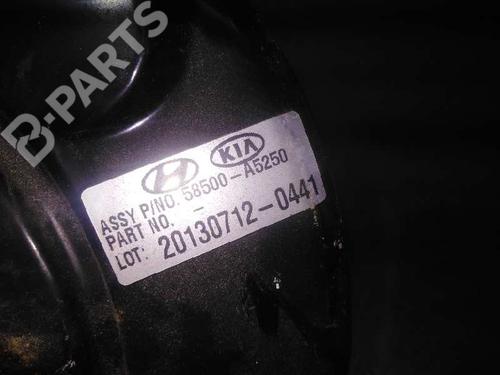 B-PARTS
KIA
ASSY P/NO. 58500-A5250
PART NO. -
LOT: 20130712-0441